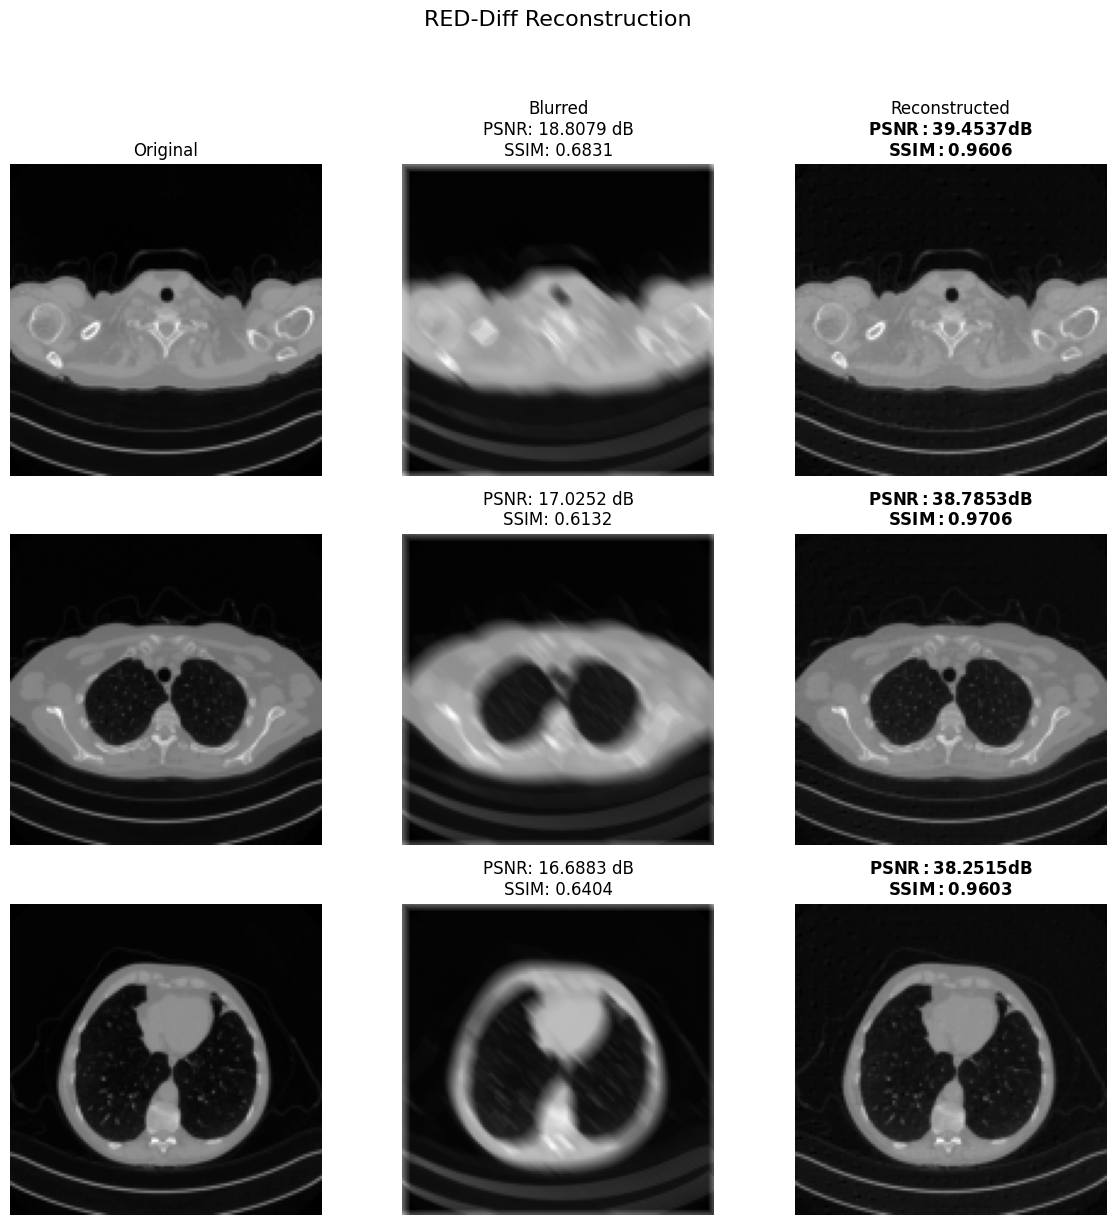 RED-Diff Reconstruction
Original
Blurred
PSNR: 18.8079 dB
SSIM: 0.6831
Reconstructed
PSNR : 39.4537dB
SSIM : 0.9606
PSNR: 17.0252 dB
SSIM: 0.6132
PSNR : 38.7853dB
SSIM : 0.9706
PSNR: 16.6883 dB
SSIM: 0.6404
PSNR : 38.2515dB
SSIM : 0.9603